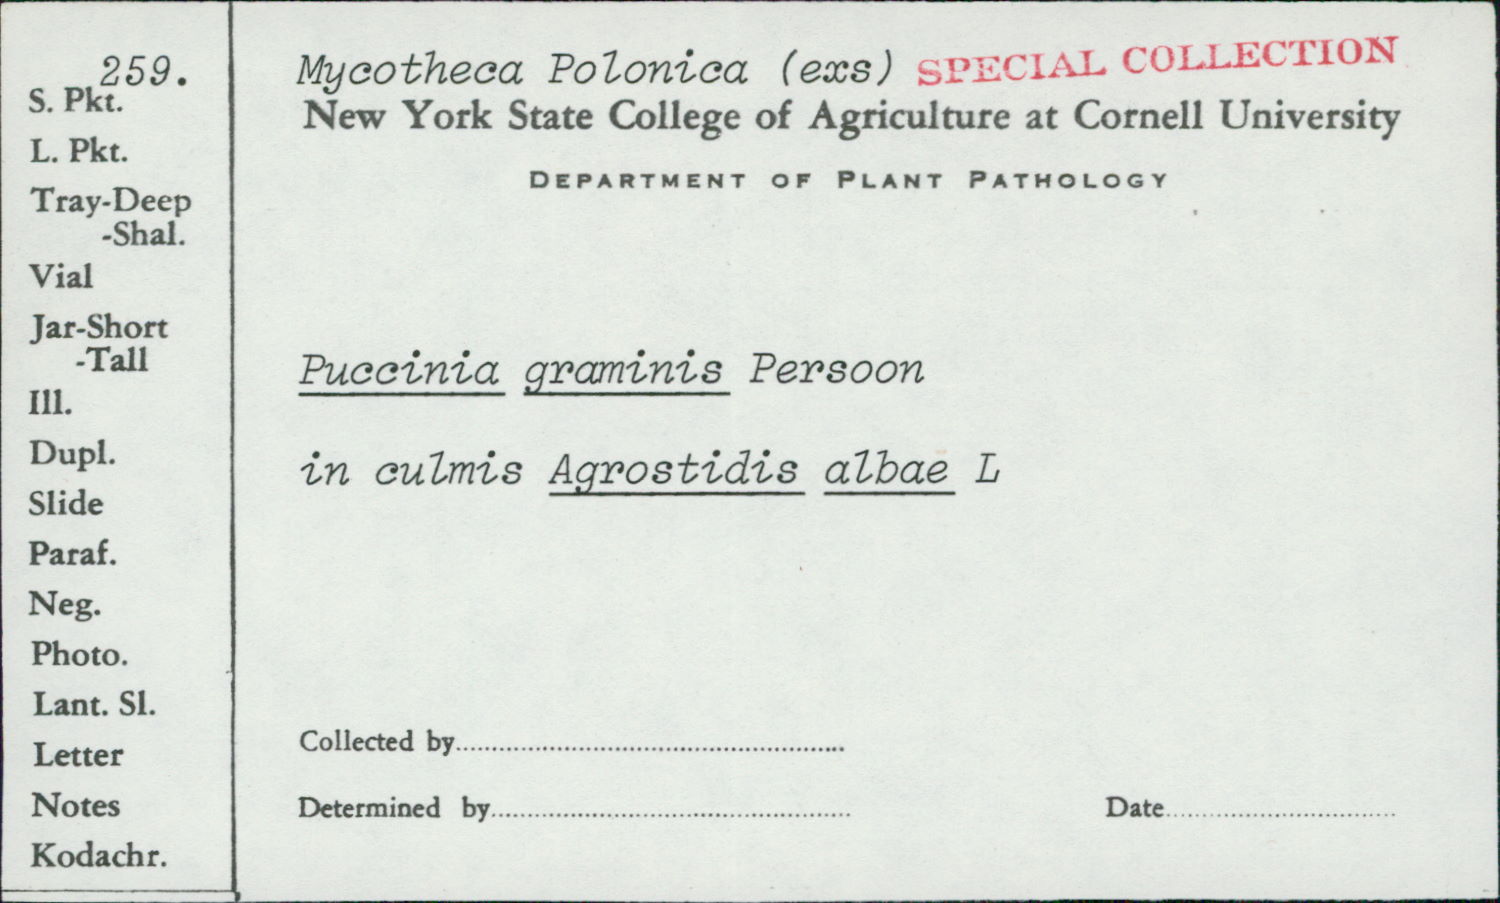 259.
S. Pkt.
L. Pkt.
Tray-Deep
-Shal.
Vial
Jar-Short
-Tall
Ill.
Dupl.
Slide
Paraf.
Neg.
Photo.
Lant. Sl.
Letter
Notes
Kodachr.
Mycotheca Polonica (exs) SPECIAL COLLECTION
New York State College of Agriculture at Cornell University
DEPARTMENT OF PLANT PATHOLOGY
Puccinia graminis Persoon
in culmis Agrostidis albae L
Collected by
Determined by Date